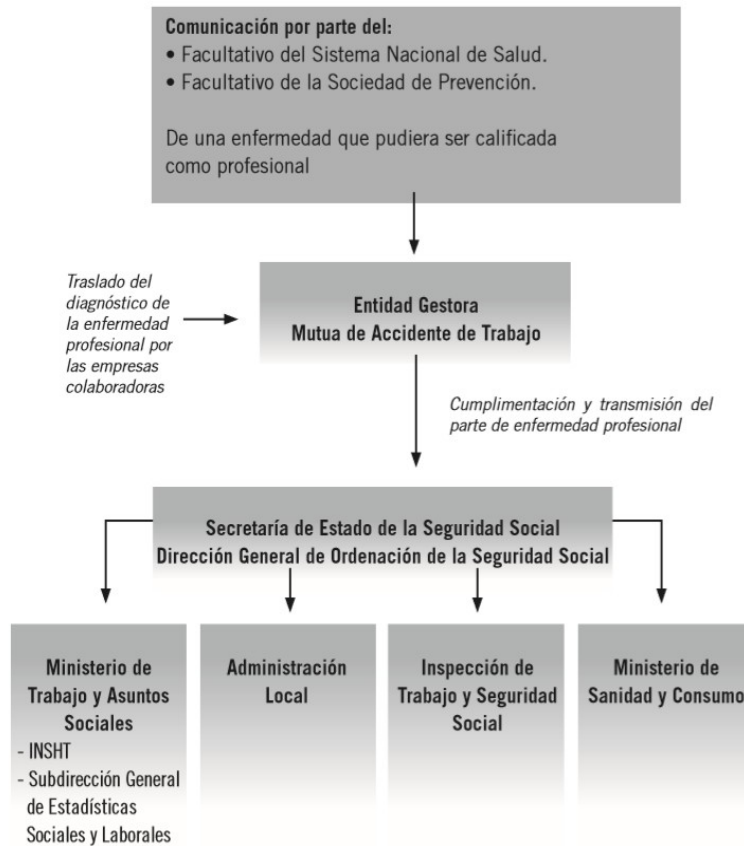 Comunicación por parte del:
• Facultativo del Sistema Nacional de Salud.
• Facultativo de la Sociedad de Prevención.
De una enfermedad que pudiera ser calificada
como profesional
Traslado del
diagnóstico de
la enfermedad
profesional por
las empresas
colaboradoras
Entidad Gestora
Mutua de Accidente de Trabajo
Cumplimentación y transmisión del
parte de enfermedad profesional
Secretaría de Estado de la Seguridad Social
Dirección General de Ordenación de la Seguridad Social
Ministerio de
Trabajo y Asuntos
Sociales
- INSHT
- Subdirección General
de Estadísticas
Sociales y Laborales
Administración
Local
Inspección de
Trabajo y Seguridad
Social
Ministerio de
Sanidad y Consumo